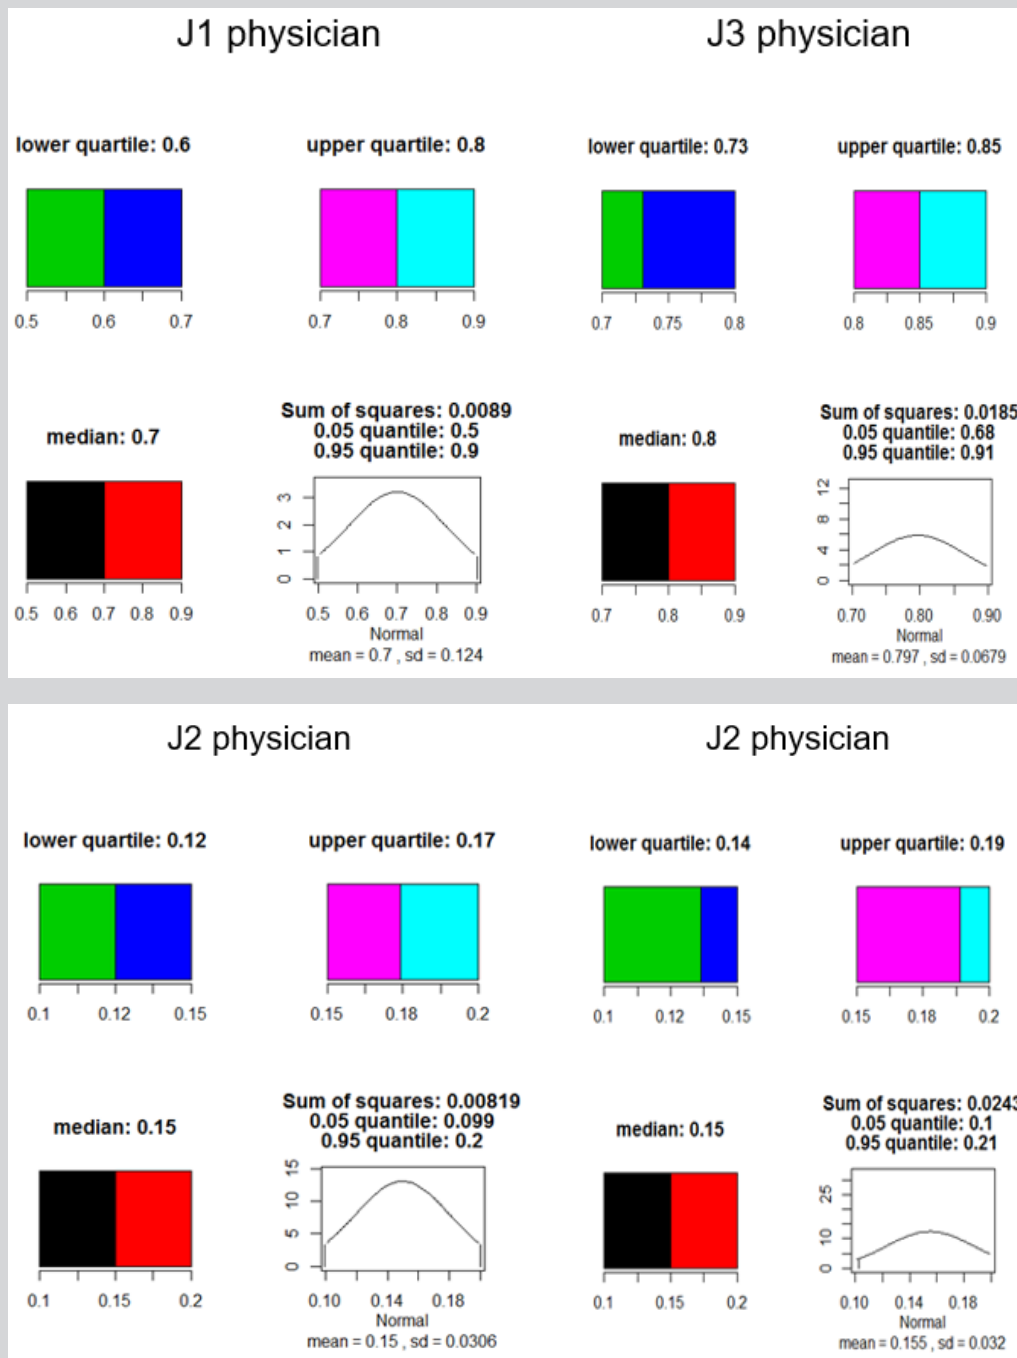 J1 physician
J3 physician
lower quartile: 0.6
upper quartile: 0.8
lower quartile: 0.73
upper quartile: 0.85
0.5 0.6 0.7
0.7 0.8 0.9
0.7 0.75 0.8
0.8 0.85 0.9
median: 0.7
Sum of squares: 0.0089
0.05 quantile: 0.5
0.95 quantile: 0.9
median: 0.8
Sum of squares: 0.0185
0.05 quantile: 0.68
0.95 quantile: 0.91
0.5 0.6 0.7 0.8 0.9
3
2
1
0
0.5 0.6 0.7 0.8 0.9
Normal
mean = 0.7 , sd = 0.124
0.7 0.8 0.9
12
8
4
0
0.70 0.80 0.90
Normal
mean = 0.797 , sd = 0.0679
J2 physician
J2 physician
lower quartile: 0.12
upper quartile: 0.17
lower quartile: 0.14
upper quartile: 0.19
0.1 0.12 0.15
0.15 0.18 0.2
0.1 0.12 0.15
0.15 0.18 0.2
median: 0.15
Sum of squares: 0.00819
0.05 quantile: 0.099
0.95 quantile: 0.2
median: 0.15
Sum of squares: 0.0243
0.05 quantile: 0.1
0.95 quantile: 0.21
0.1 0.15 0.2
15
10
5
0
0.10 0.14 0.18
Normal
mean = 0.15 , sd = 0.0306
0.1 0.15 0.2
25
10
0
0.10 0.14 0.18
Normal
mean = 0.155 , sd = 0.032